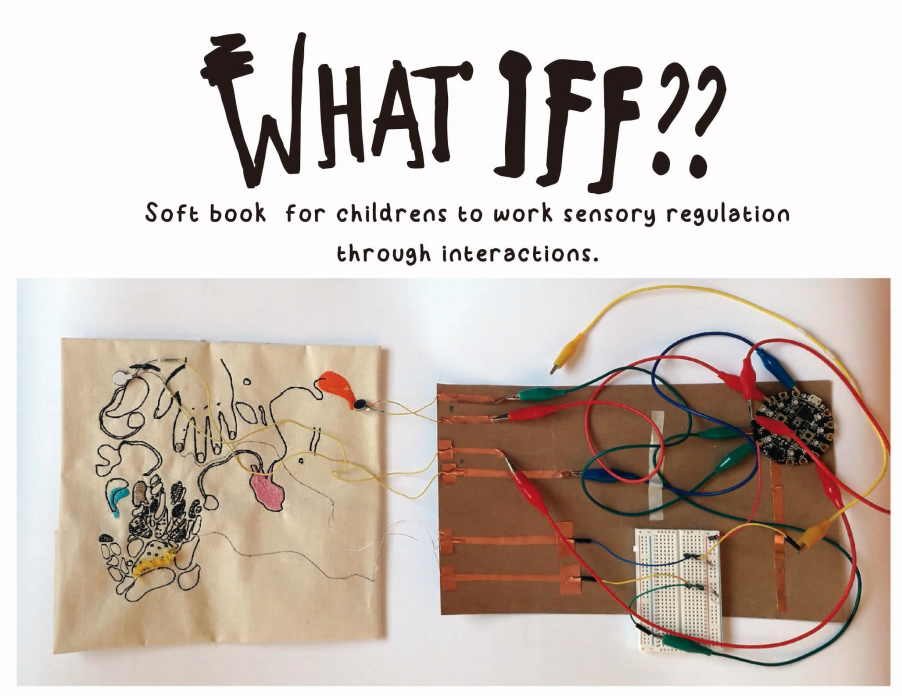 WHAT IFF??
Soft book for childrens to work sensory regulation
through interactions.